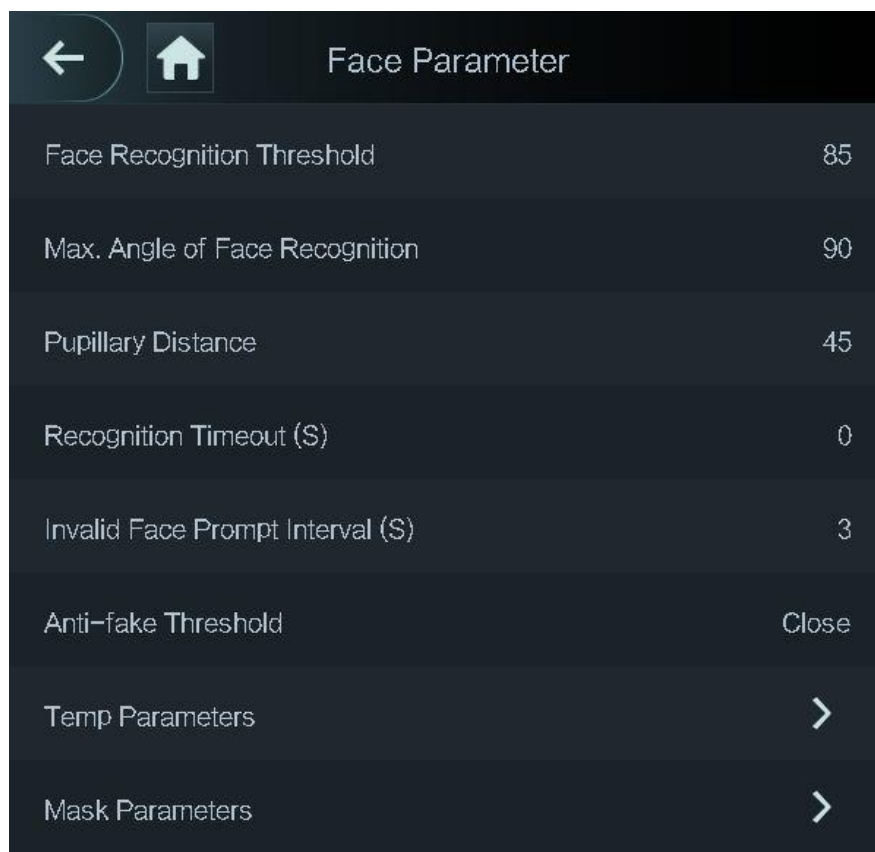 Face Parameter
Face Recognition Threshold 85
Max. Angle of Face Recognition 90
Pupillary Distance 45
Recognition Timeout (S) 0
Invalid Face Prompt Interval (S) 3
Anti-fake Threshold Close
Temp Parameters
Mask Parameters